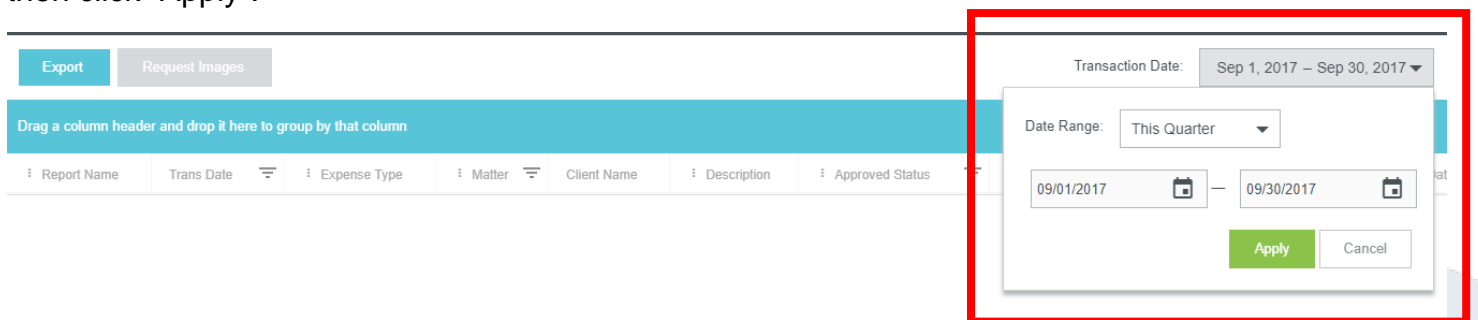 then click "Apply".
Export Request Images Transaction Date: Sep 1, 2017 – Sep 30, 2017
Drag a column header and drop it here to group by that column
Date Range: This Quarter
Report Name Trans Date Expense Type Matter Client Name Description Approved Status
09/01/2017 — 09/30/2017
Apply Cancel